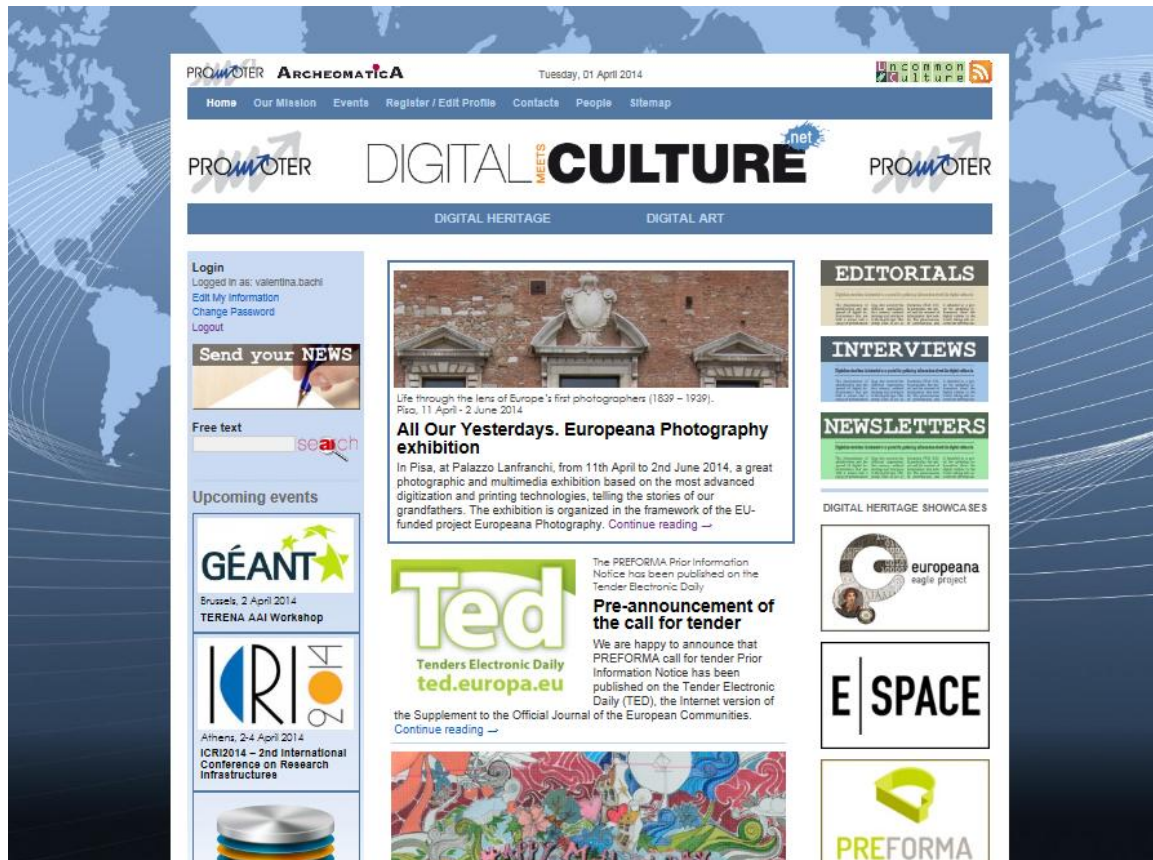 PROMOTER ARCHEOMATICA Tuesday, 01 April 2014 Uncommon
Culture
Home Our Mission Events Register / Edit Profile Contacts People Sitemap
PROMOTER DIGITAL MEETS CULTURE .net PROMOTER
DIGITAL HERITAGE DIGITAL ART
Login
Logged in as: valentina.bachi
Edit My Information
Change Password
Logout
Send your NEWS
Free text
search
Upcoming events
GÉANT
Brussels, 2 April 2014
TERENA AAI Workshop
ICRI 2014
Athens, 2-4 April 2014
ICRI2014 – 2nd International
Conference on Research
Infrastructures
Life through the lens of Europe's first photographers (1839 – 1939).
Pisa, 11 April - 2 June 2014
All Our Yesterdays. Europeana Photography
exhibition
In Pisa, at Palazzo Lanfranchi, from 11th April to 2nd June 2014, a great
photographic and multimedia exhibition based on the most advanced
digitization and printing technologies, telling the stories of our
grandfathers. The exhibition is organized in the framework of the EU-
funded project Europeana Photography. Continue reading →
Ted
Tenders Electronic Daily
ted.europa.eu
The PREFORMA Prior Information
Notice has been published on the
Tender Electronic Daily
Pre-announcement of
the call for tender
We are happy to announce that
PREFORMA call for tender Prior
Information Notice has been
published on the Tender Electronic
Daily (TED), the Internet version of
the Supplement to the Official Journal of the European Communities.
Continue reading →
EDITORIALS
INTERVIEWS
NEWSLETTERS
DIGITAL HERITAGE SHOWCASES
europeana
eagle project
E SPACE
PREFORMA